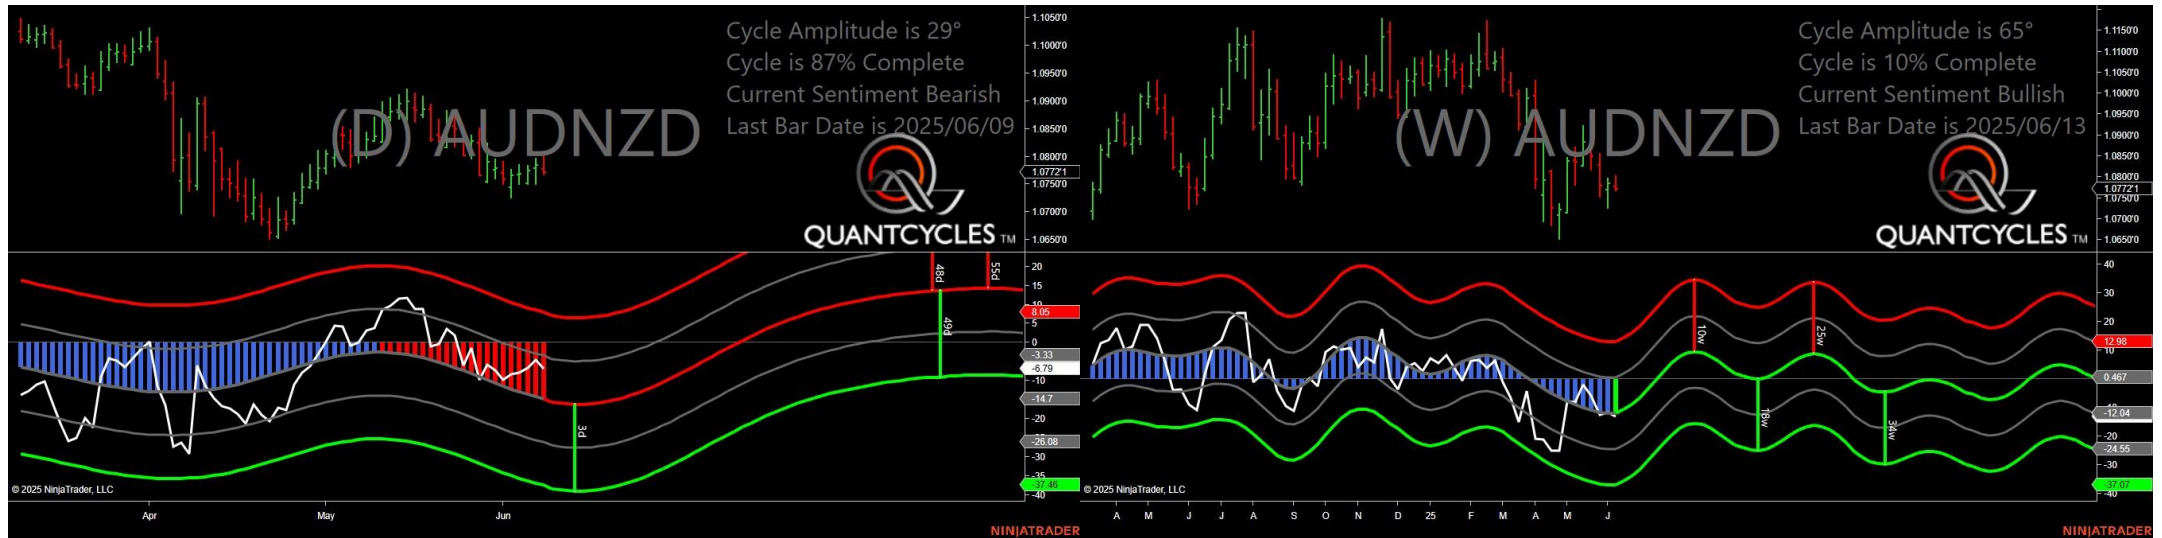 Cycle Amplitude is 29°
Cycle is 87% Complete
Current Sentiment Bearish
Last Bar Date is 2025/06/09
(D) AUDNZD
QUANTCYCLES TM
1.1050'0
1.1000'0
1.0950'0
1.0900'0
1.0850'0
1.0800'0
1.0772'1
1.0750'0
1.0700'0
1.0650'0
48d
55d
49d
3d
20
15
10
8.05
5
0
-3.33
-6.79
-10
-14.7
-20
-26.08
-30
-35
-37.46
-40
© 2025 NinjaTrader, LLC
Apr May Jun
NINJATRADER
Cycle Amplitude is 65°
Cycle is 10% Complete
Current Sentiment Bullish
Last Bar Date is 2025/06/13
(W) AUDNZD
QUANTCYCLES TM
1.1150'0
1.1100'0
1.1050'0
1.1000'0
1.0950'0
1.0900'0
1.0850'0
1.0800'0
1.0772'1
1.0750'0
1.0700'0
1.0650'0
10w
25w
18w
34w
40
30
20
12.98
10
0.467
-12.04
-20
-24.55
-30
-37.07
-40
© 2025 NinjaTrader, LLC
A M J J A S O N D 25 F M A M J
NINJATRADER